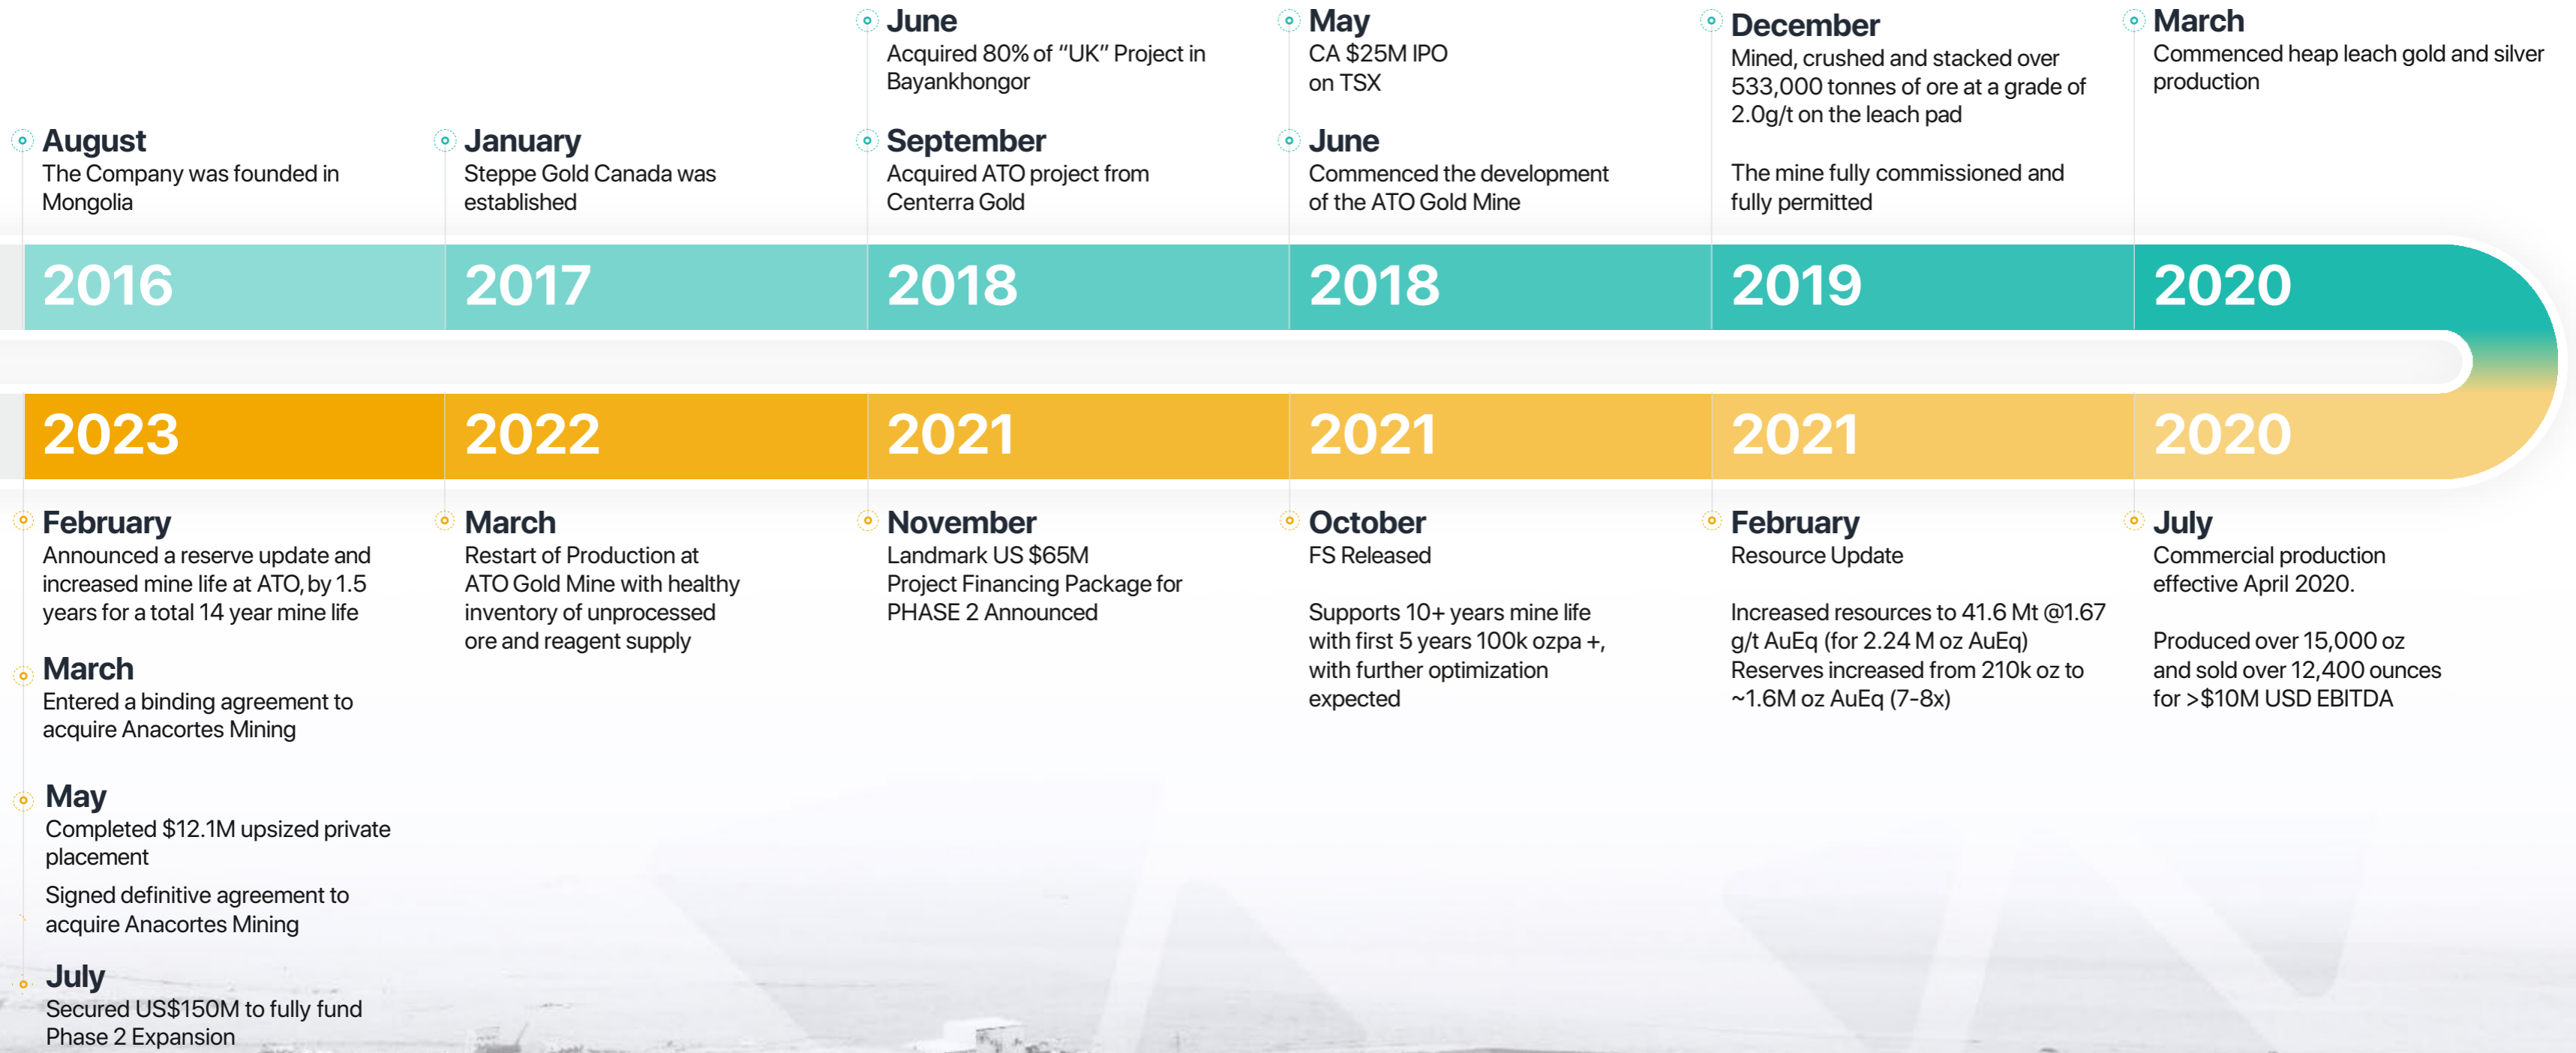 August
The Company was founded in
Mongolia
January
Steppe Gold Canada was
established
June
Acquired 80% of “UK” Project in
Bayankhongor
September
Acquired ATO project from
Centerra Gold
May
CA $25M IPO
on TSX
June
Commenced the development
of the ATO Gold Mine
December
Mined, crushed and stacked over
533,000 tonnes of ore at a grade of
2.0g/t on the leach pad
The mine fully commissioned and
fully permitted
March
Commenced heap leach gold and silver
production
2016
2017
2018
2018
2019
2020
2023
2022
2021
2021
2021
2020
February
Announced a reserve update and
increased mine life at ATO, by 1.5
years for a total 14 year mine life
March
Entered a binding agreement to
acquire Anacortes Mining
May
Completed $12.1M upsized private
placement
Signed definitive agreement to
acquire Anacortes Mining
July
Secured US$150M to fully fund
Phase 2 Expansion
March
Restart of Production at
ATO Gold Mine with healthy
inventory of unprocessed
ore and reagent supply
November
Landmark US $65M
Project Financing Package for
PHASE 2 Announced
October
FS Released
Supports 10+ years mine life
with first 5 years 100k ozpa +,
with further optimization
expected
February
Resource Update
Increased resources to 41.6 Mt @1.67
g/t AuEq (for 2.24 M oz AuEq)
Reserves increased from 210k oz to
~1.6M oz AuEq (7-8x)
July
Commercial production
effective April 2020.
Produced over 15,000 oz
and sold over 12,400 ounces
for >$10M USD EBITDA